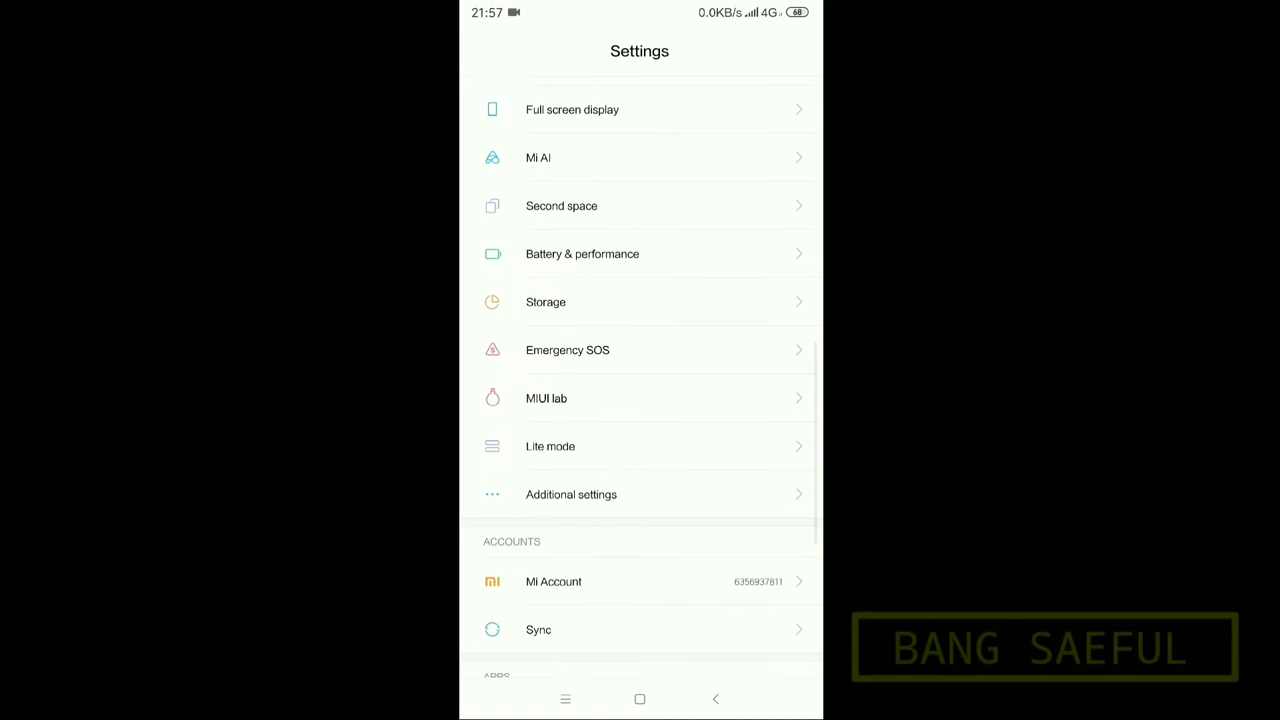 21:57 0.0KB/s 4G 68
Settings
Full screen display
Mi AI
Second space
Battery & performance
Storage
Emergency SOS
MIUI lab
Lite mode
Additional settings
ACCOUNTS
Mi Account 6356937811
Sync
APPS
BANG SAEFUL